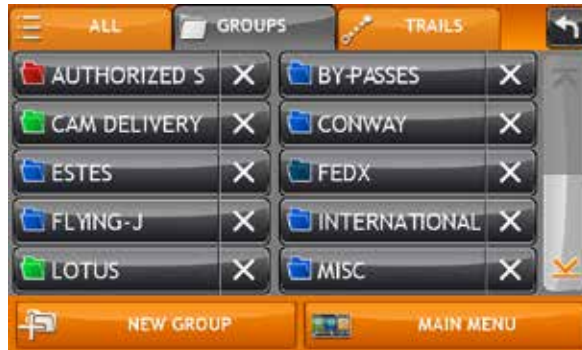 ALL GROUPS TRAILS
AUTHORIZED S X BY-PASSES X
CAM DELIVERY X CONWAY X
ESTES X FEDX X
FLYING-J X INTERNATIONAL X
LOTUS X MISC X
NEW GROUP MAIN MENU